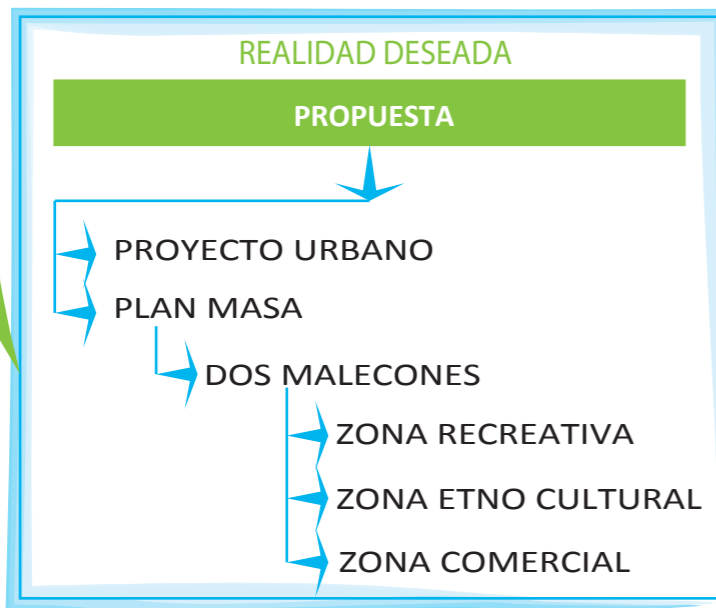 REALIDAD DESEADA
PROPUESTA
PROYECTO URBANO
PLAN MASA
DOS MALECONES
ZONA RECREATIVA
ZONA ETNO CULTURAL
ZONA COMERCIAL